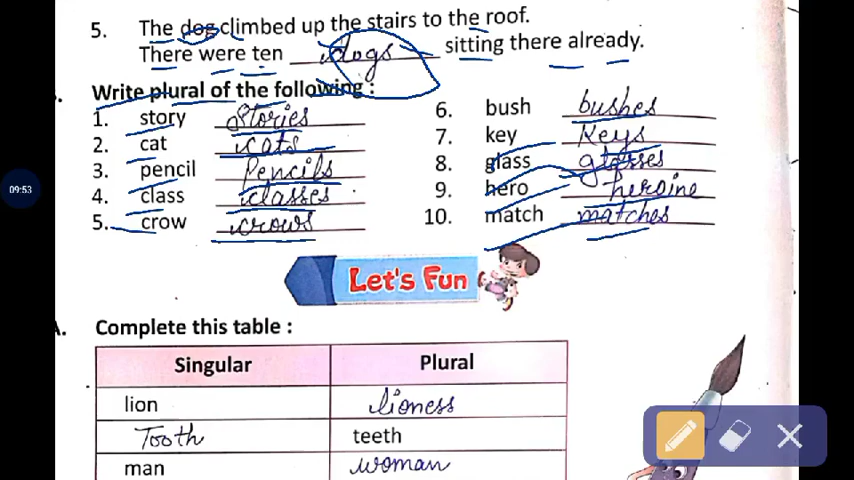 5. The dog climbed up the stairs to the roof.
There were ten dogs sitting there already.
Write plural of the following :
1. story Stories
2. cat cats
3. pencil Pencils
4. class classes
5. crow crows
6. bush bushes
7. key Keys
8. glass glasses
9. hero heroine
10. match matches
09:53
Let's Fun
A. Complete this table :
Singular Plural
lion lioness
Tooth teeth
man woman